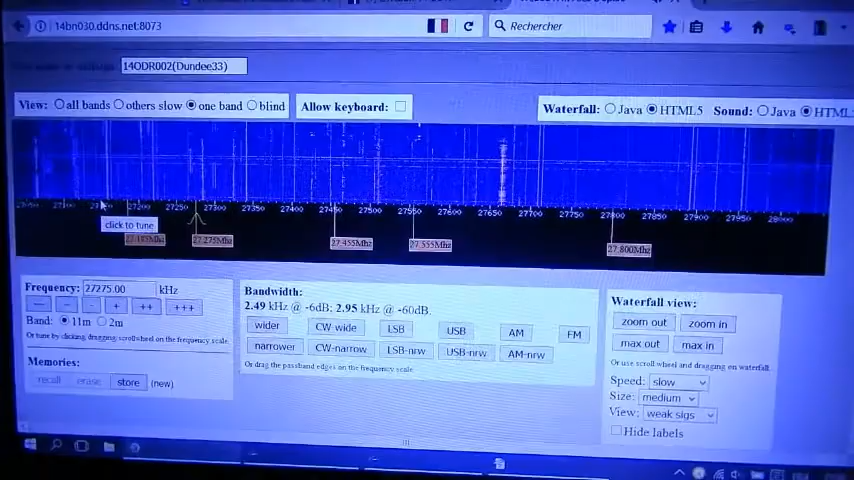 14bn030.ddns.net:8073
Rechercher
14ODR002(Dundee33)
View: all bands others slow one band blind
Allow keyboard:
Waterfall: Java HTML5 Sound: Java HTML
27100 27200 27250 27300 27350 27400 27450 27500 27550 27600 27650 27700 27750 27800 27850 27900 27950 28000
click to tune
27.185Mhz 27.275Mhz 27.455Mhz 27.555Mhz 27.800Mhz
Frequency: 27275.00 kHz
--- -- - + ++ +++
Band: 11m 2m
Or tune by clicking, dragging, scrollwheel on the frequency scale.
Memories:
recall erase store (new)
Bandwidth:
2.49 kHz @ -6dB; 2.95 kHz @ -60dB.
wider CW-wide LSB USB AM FM
narrower CW-narrow LSB-nrw USB-nrw AM-nrw
Or drag the passband edges on the frequency scale.
Waterfall view:
zoom out zoom in
max out max in
Or use scroll wheel and dragging on waterfall.
Speed: slow
Size: medium
View: weak sigs
Hide labels